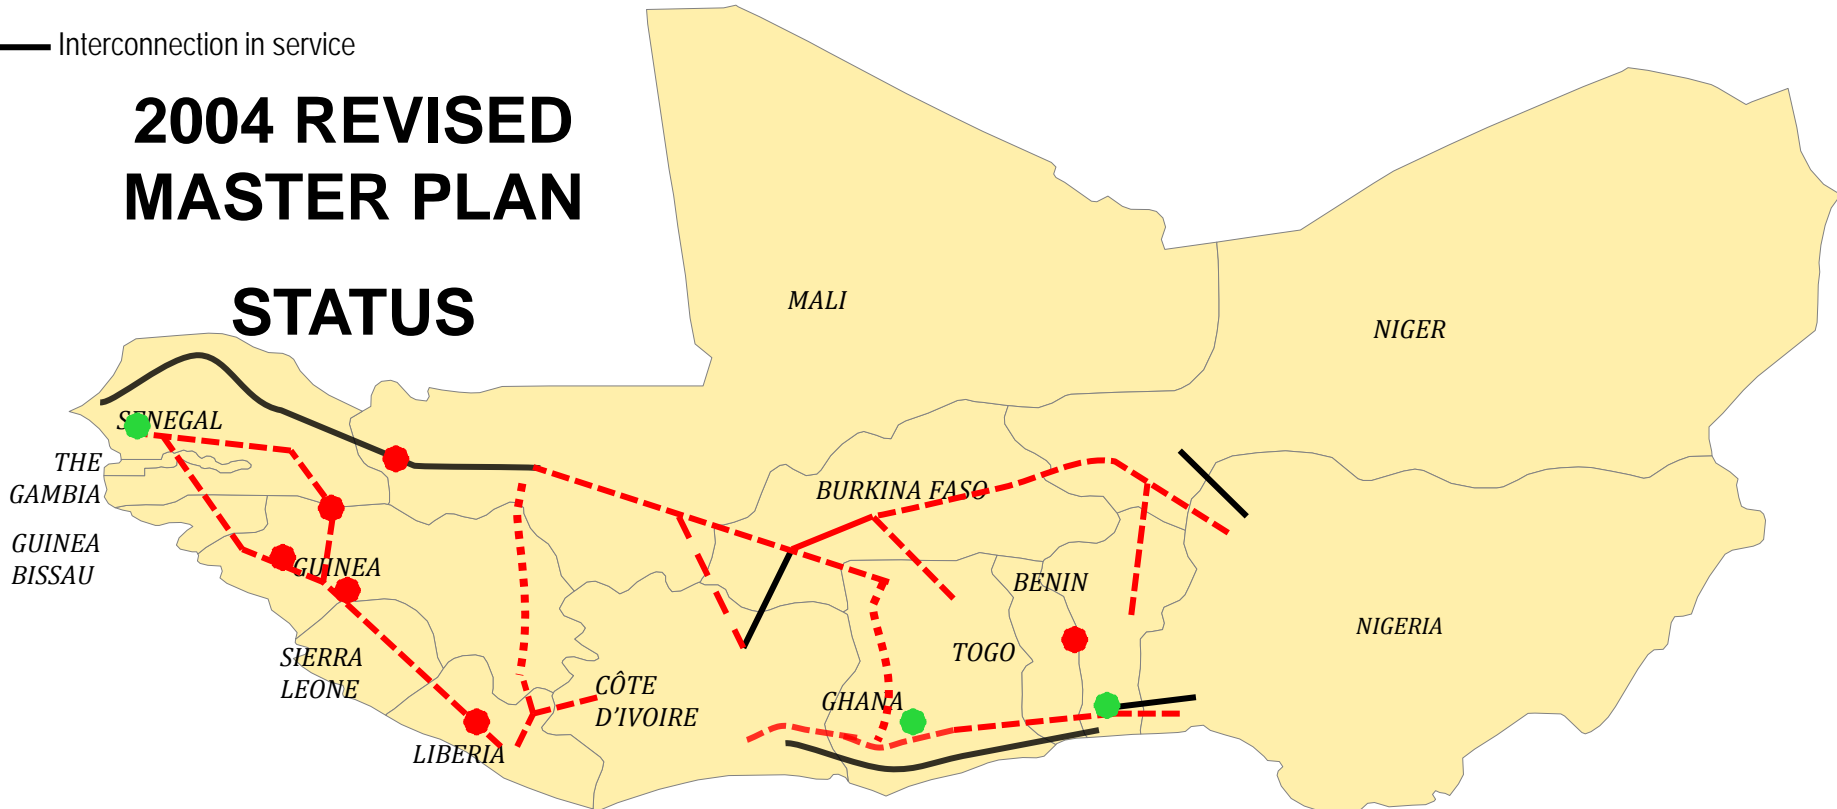 Interconnection in service
2004 REVISED
MASTER PLAN
STATUS
MALI
NIGER
SENEGAL
THE
GAMBIA
BURKINA FASO
GUINEA
BISSAU
GUINEA
BENIN
NIGERIA
SIERRA
LEONE
TOGO
CÔTE
D'IVOIRE
GHANA
LIBERIA